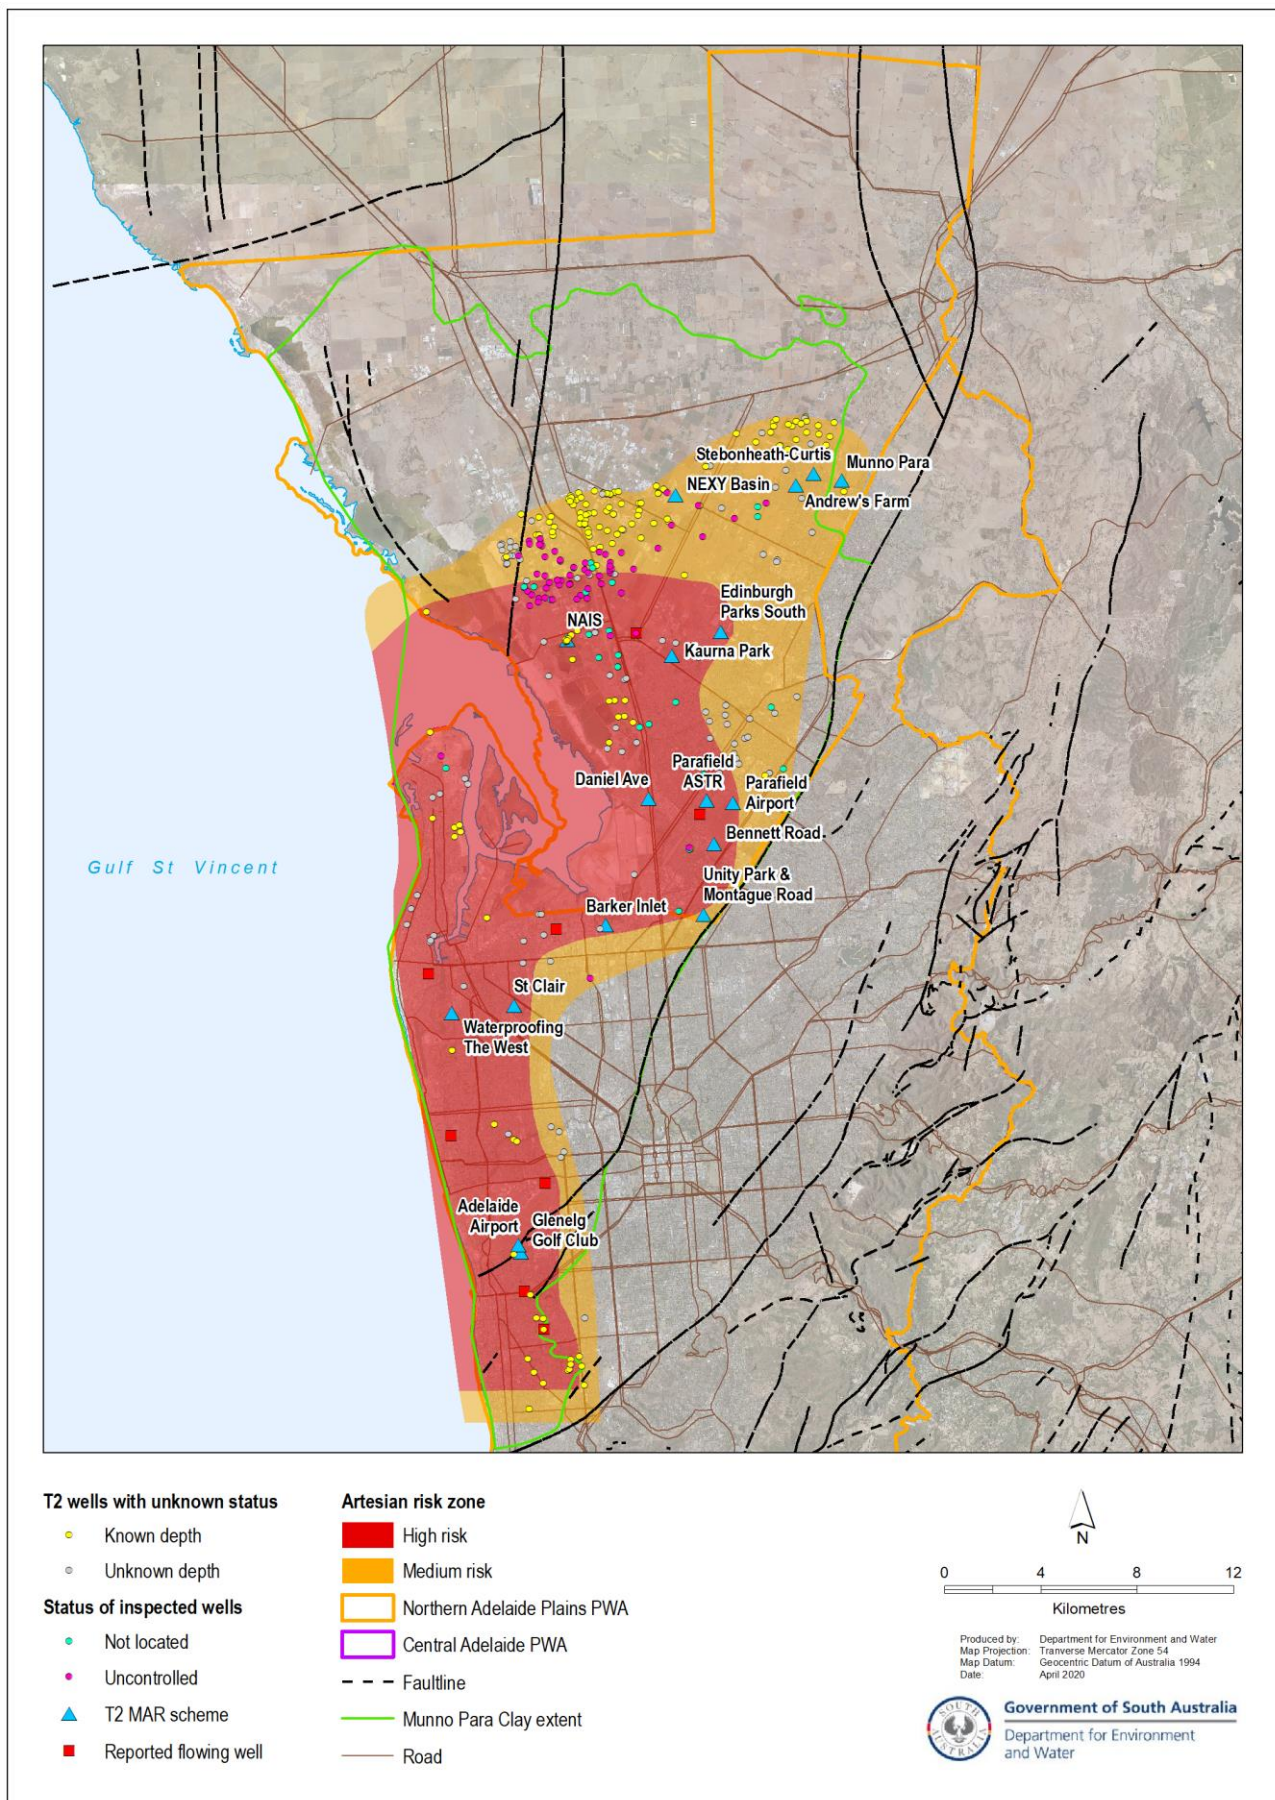 Stebonheath-Curtis
Munno Para
NEXY Basin
Andrew's Farm
Edinburgh
Parks South
NAIS
Kaurna Park
Parafield
ASTR
Daniel Ave
Parafield
Airport
Bennett Road
Gulf St Vincent
Unity Park &
Montague Road
Barker Inlet
St Clair
Waterproofing
The West
Adelaide
Airport
Glenelg
Golf Club
T2 wells with unknown status
Known depth
Unknown depth
Status of inspected wells
Not located
Uncontrolled
T2 MAR scheme
Reported flowing well
Artesian risk zone
High risk
Medium risk
Northern Adelaide Plains PWA
Central Adelaide PWA
Faultline
Munno Para Clay extent
Road
N
0 4 8 12
Kilometres
Produced by: Department for Environment and Water
Map Projection: Tranverse Mercator Zone 54
Map Datum: Geocentric Datum of Australia 1994
Date: April 2020
SOUTH
AUSTRALIA
Government of South Australia
Department for Environment
and Water